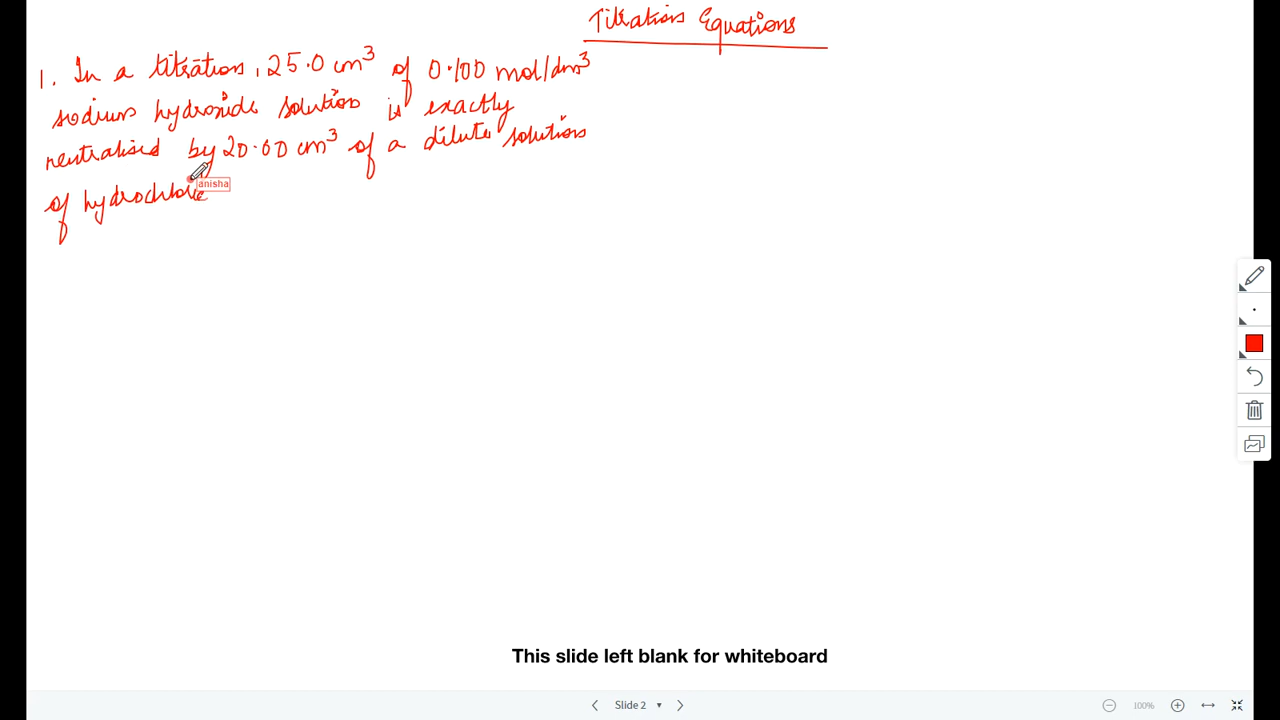 Titration Equations
1. In a titration, 25.0 cm³ of 0.100 mol/dm³
sodium hydroxide solution is exactly
neutralised by 20.00 cm³ of a dilute solution
of hydrochloric
anisha
This slide left blank for whiteboard
Slide 2
100%